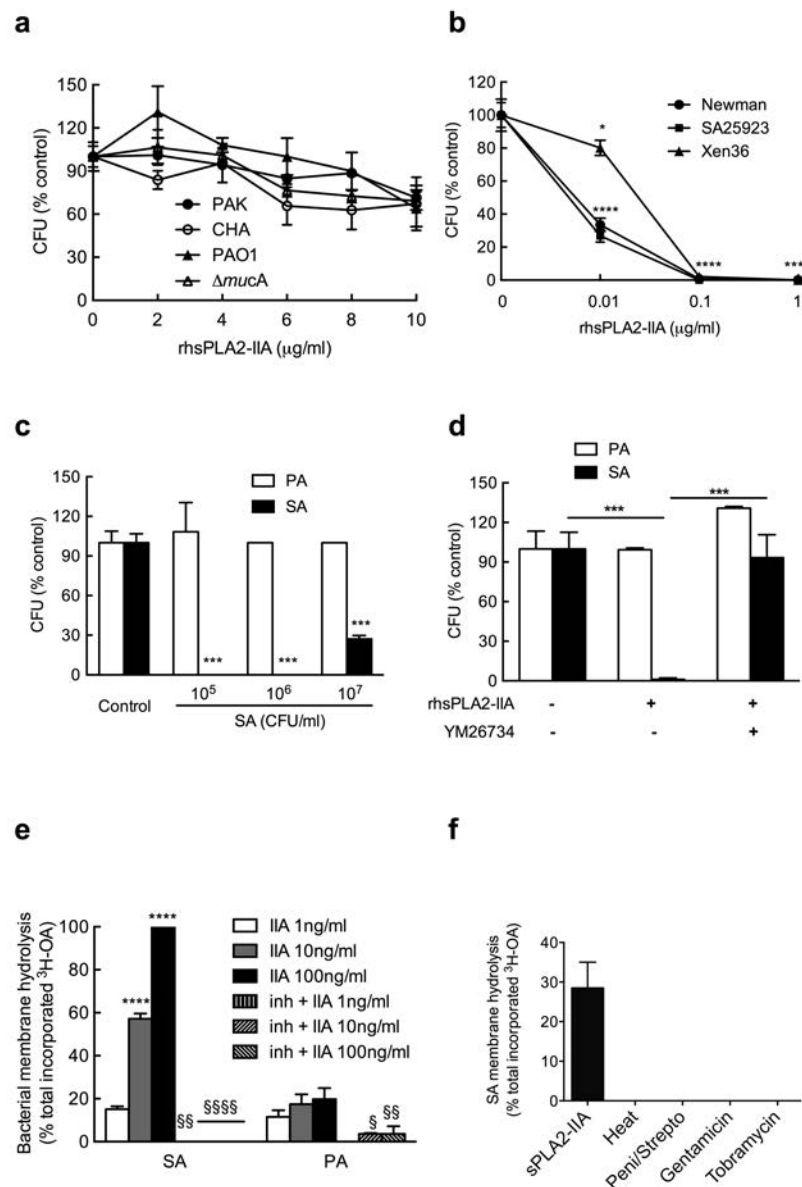 a
b
CFU (% control)
150
120
90
60
30
0
PAK
CHA
PAO1
ΔmucA
0 2 4 6 8 10
rhsPLA2-IIA (µg/ml)
CFU (% control)
120
100
80
60
40
20
0
Newman
SA25923
Xen36
*
****
****
***
0 0.01 0.1 1
rhsPLA2-IIA (µg/ml)
c
d
PA
SA
CFU (% control)
150
120
90
60
30
0
***
***
***
Control 10⁵ 10⁶ 10⁷
SA (CFU/ml)
PA
SA
CFU (% control)
150
120
90
60
30
0
***
***
rhsPLA2-IIA - + +
YM26734 - - +
e
f
Bacterial membrane hydrolysis
(% total incorporated ³H-OA)
100
80
60
40
20
0
****
****
§§
§§§§
§
§§
IIA 1ng/ml
IIA 10ng/ml
IIA 100ng/ml
inh + IIA 1ng/ml
inh + IIA 10ng/ml
inh + IIA 100ng/ml
SA PA
SA membrane hydrolysis
(% total incorporated ³H-OA)
40
30
20
10
0
sPLA2-IIA
Heat
Peni/Strepto
Gentamicin
Tobramycin